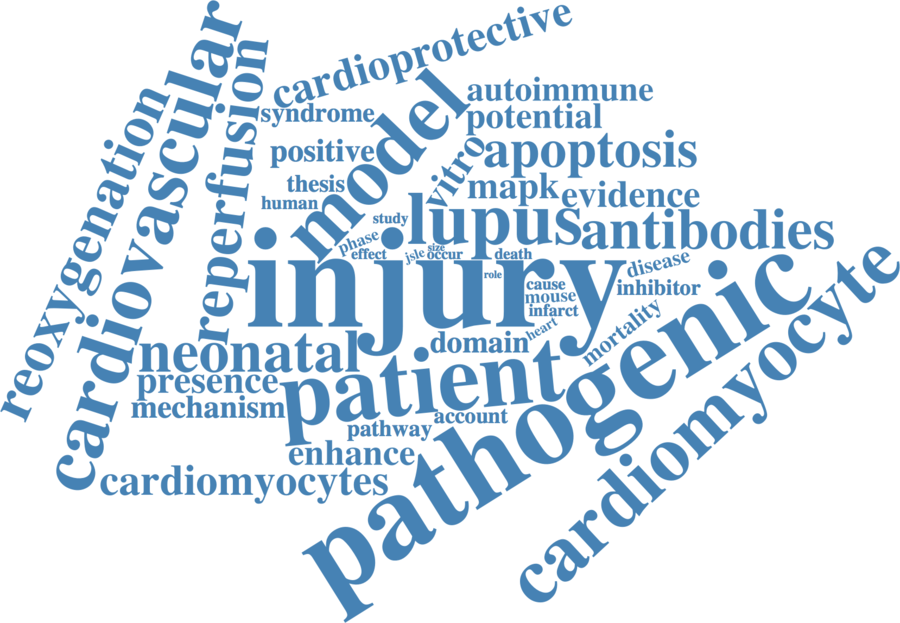 cardioprotective
cardiovascular
reperfusion
reoxygenation
model
autoimmune
syndrome
potential
positive
vitro
apoptosis
thesis
mapk
evidence
human
study
lupus
antibodies
phase
effect
jsle
size
occur
death
injury
role
disease
cause
inhibitor
mouse
infarct
heart
mortality
neonatal
domain
pathogenic
cardiomyocyte
presence
patient
mechanism
account
pathway
enhance
cardiomyocytes